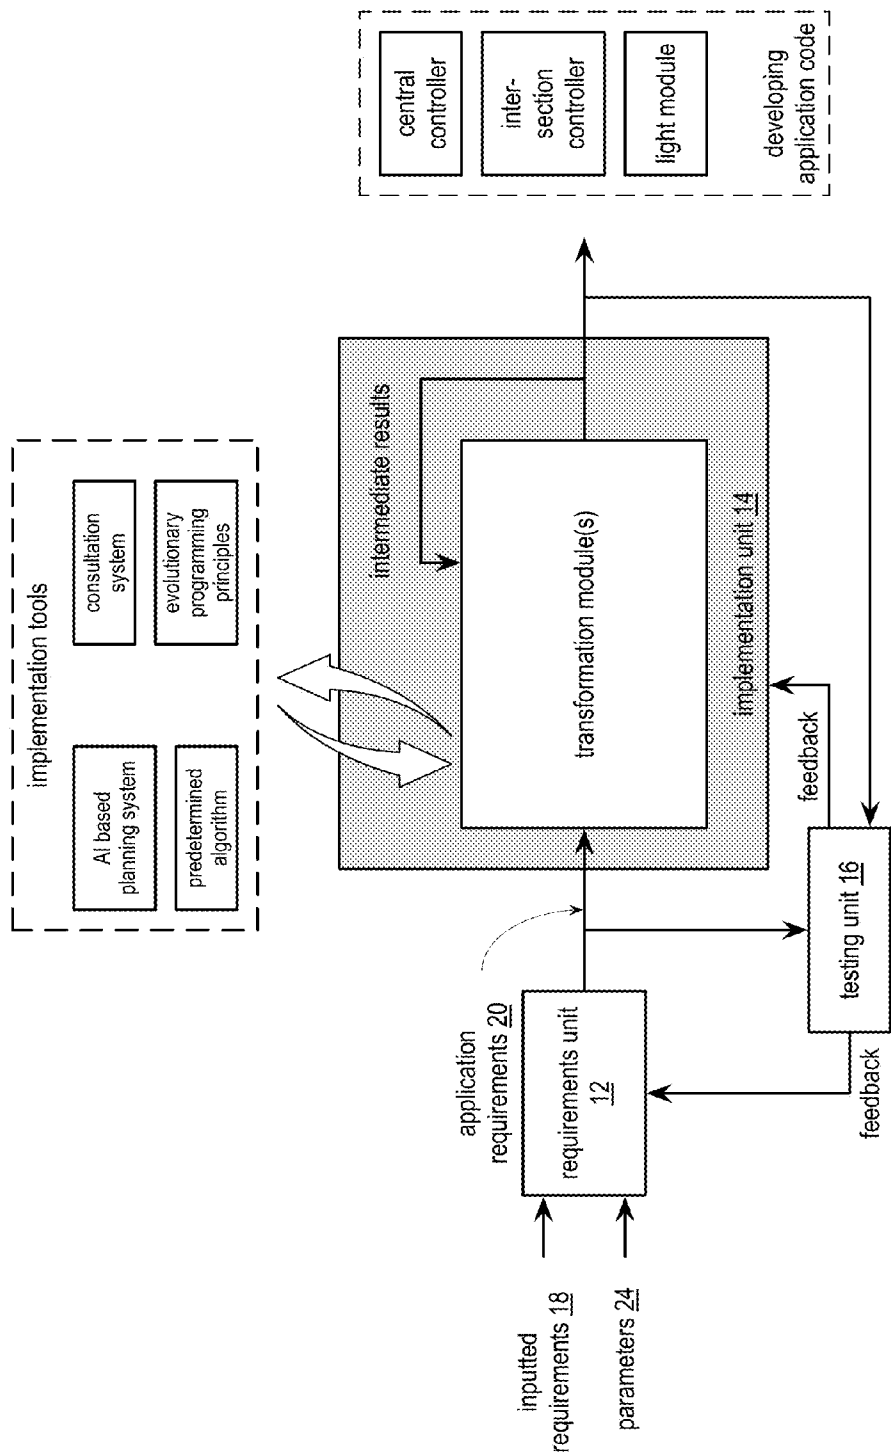 implementation tools
AI based
planning system
predetermined
algorithm
consultation
system
evolutionary
programming
principles
central
controller
inter-
section
controller
light module
developing
application code
intermediate results
transformation module(s)
implementation unit 14
application
requirements 20
requirements unit
12
inputted
requirements 18
parameters 24
feedback
testing unit 16
feedback